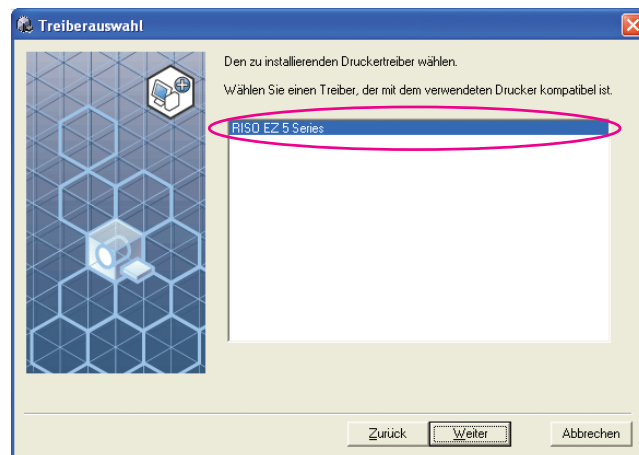 Treiberauswahl
Den zu installierenden Druckertreiber wählen.
Wählen Sie einen Treiber, der mit dem verwendeten Drucker kompatibel ist.
RISO EZ 5 Series
Zurück
Weiter
Abbrechen